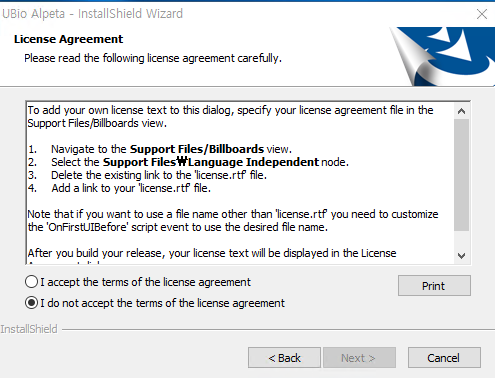 UBio Alpeta - InstallShield Wizard
License Agreement
Please read the following license agreement carefully.
To add your own license text to this dialog, specify your license agreement file in the
Support Files/Billboards view.
1. Navigate to the Support Files/Billboards view.
2. Select the Support Files₩Language Independent node.
3. Delete the existing link to the 'license.rtf' file.
4. Add a link to your 'license.rtf' file.
Note that if you want to use a file name other than 'license.rtf' you need to customize
the 'OnFirstUIBefore' script event to use the desired file name.
After you build your release, your license text will be displayed in the License
I accept the terms of the license agreement
Print
I do not accept the terms of the license agreement
InstallShield
< Back
Next >
Cancel